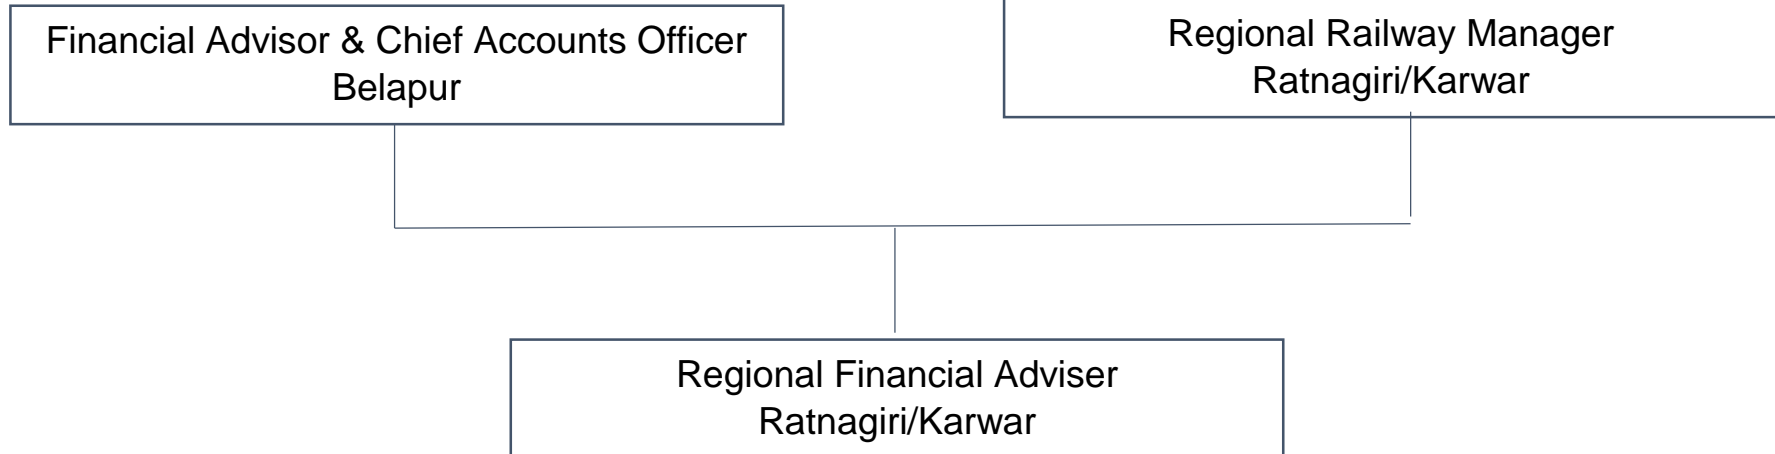 Financial Advisor & Chief Accounts Officer
Belapur
Regional Railway Manager
Ratnagiri/Karwar
Regional Financial Adviser
Ratnagiri/Karwar